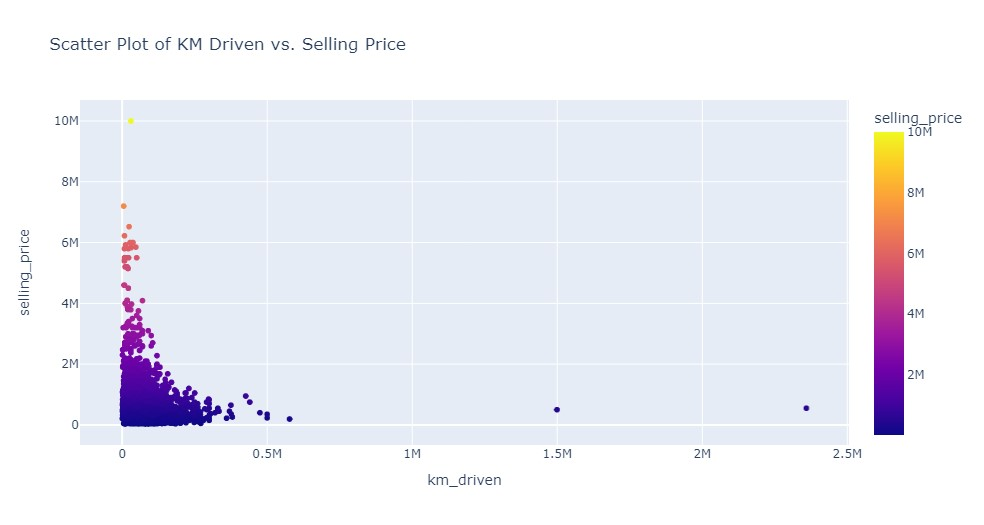 Scatter Plot of KM Driven vs. Selling Price
selling_price
10M
8M
6M
4M
2M
0
selling_price
0
0.5M
1M
1.5M
2M
2.5M
km_driven
10M
8M
6M
4M
2M